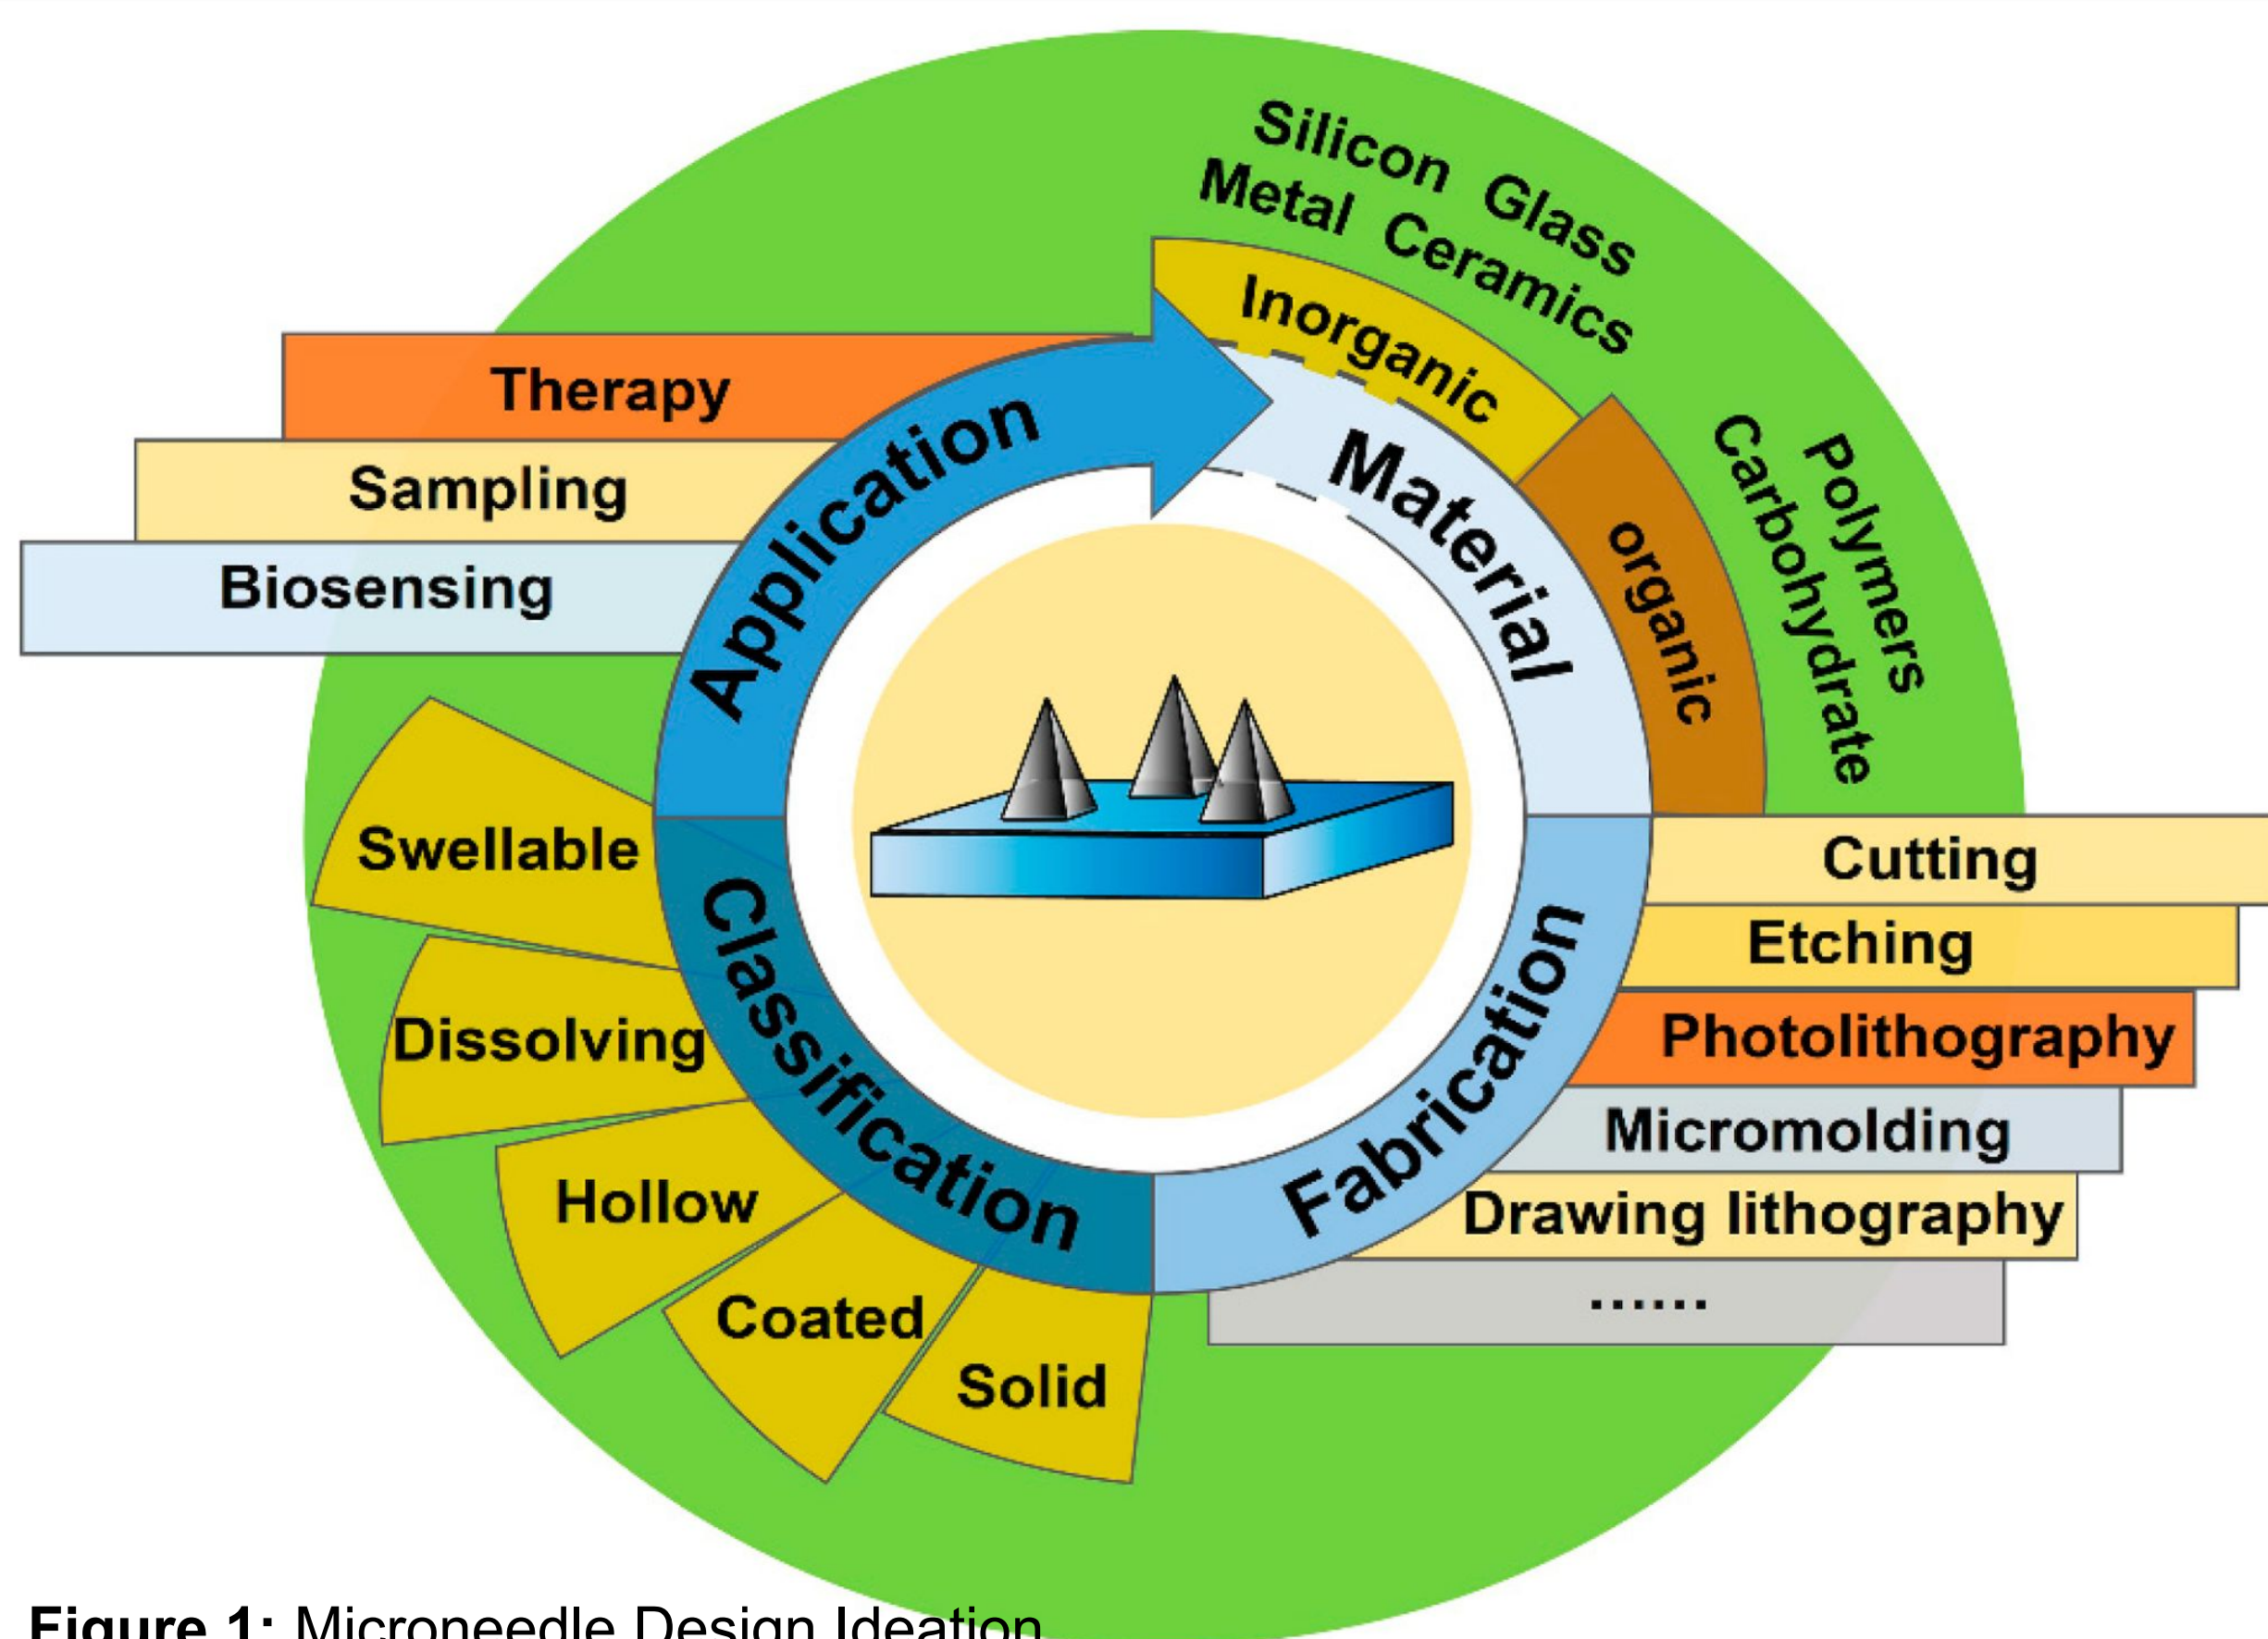 Silicon Glass
Metal Ceramics
Inorganic
Material
organic
Polymers
Carbohydrate
Therapy
Sampling
Biosensing
Application
Swellable
Dissolving
Hollow
Coated
Solid
Classification
Fabrication
Cutting
Etching
Photolithography
Micromolding
Drawing lithography
......
Figure 1: Microneedle Design Ideation